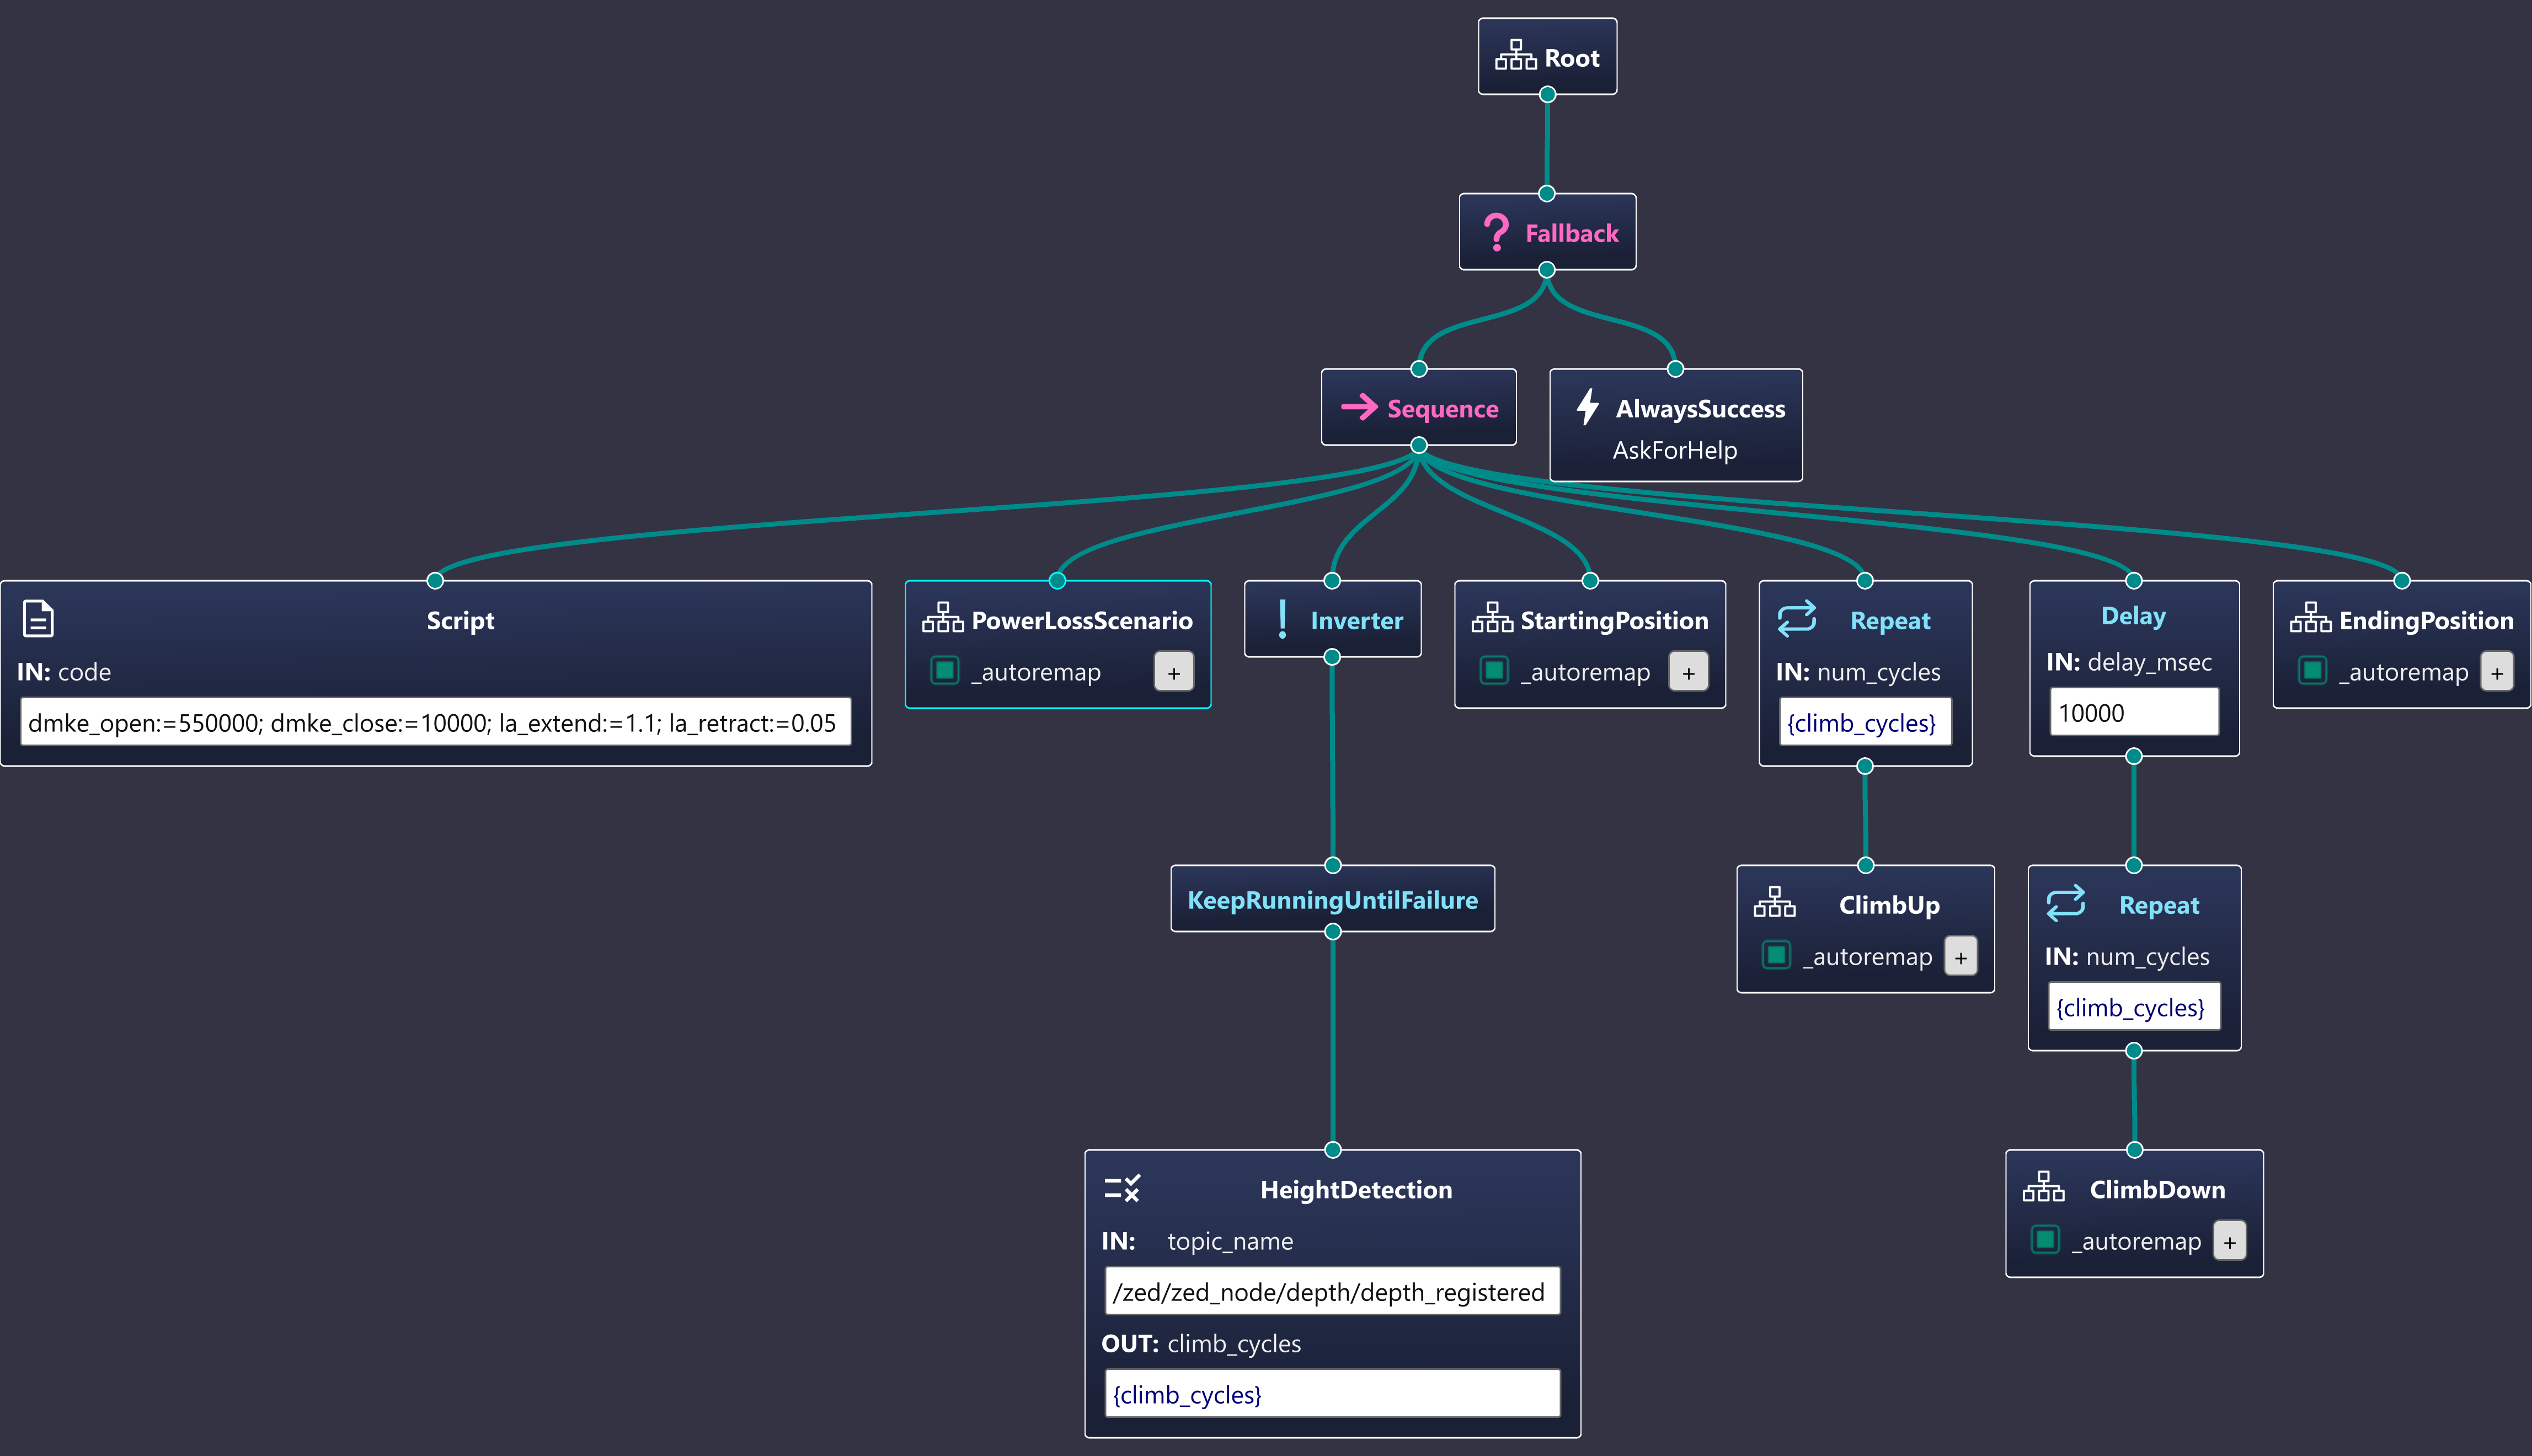 Root
Fallback
Sequence
AlwaysSuccess
AskForHelp
Script
IN: code
dmke_open:=550000; dmke_close:=10000; la_extend:=1.1; la_retract:=0.05
PowerLossScenario
_autoremap +
Inverter
StartingPosition
_autoremap +
Repeat
IN: num_cycles
{climb_cycles}
Delay
IN: delay_msec
10000
EndingPosition
_autoremap +
KeepRunningUntilFailure
ClimbUp
_autoremap +
Repeat
IN: num_cycles
{climb_cycles}
HeightDetection
IN: topic_name
/zed/zed_node/depth/depth_registered
OUT: climb_cycles
{climb_cycles}
ClimbDown
_autoremap +